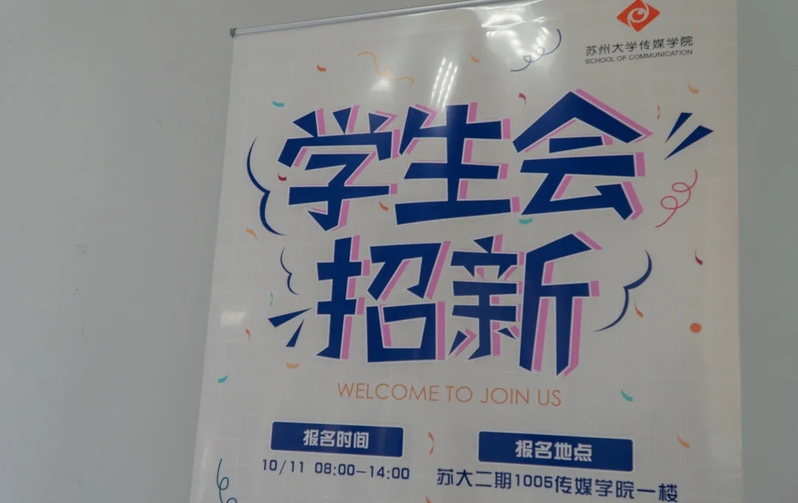 苏州大学传媒学院
SCHOOL OF COMMUNICATION
学生会
招新
WELCOME TO JOIN US
报名时间
10/11 08:00-14:00
报名地点
苏大二期1005传媒学院一楼